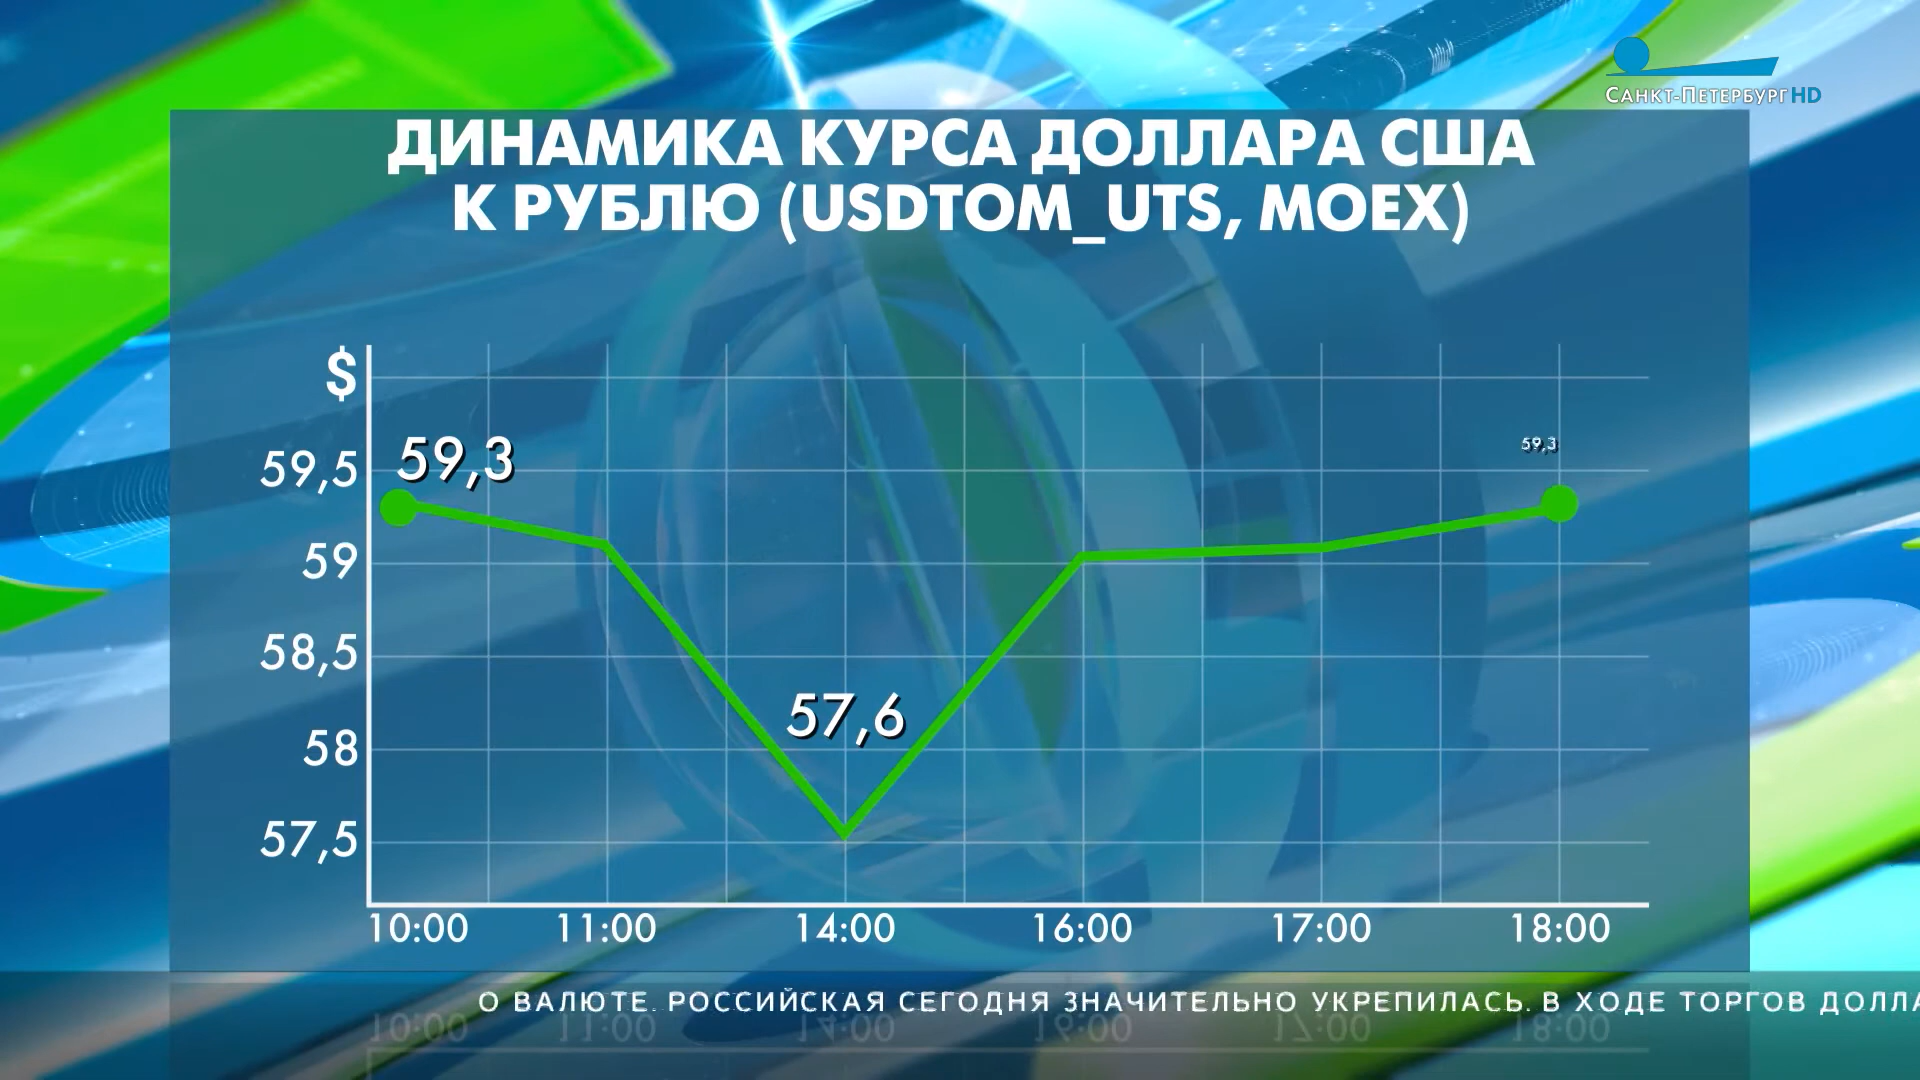 САНКТ-ПЕТЕРБУРГ HD
ДИНАМИКА КУРСА ДОЛЛАРА США
К РУБЛЮ (USDTOM_UTS, MOEX)
$
59,5
59
58,5
58
57,5
59,3
57,6
59,3
10:00 11:00 14:00 16:00 17:00 18:00
О ВАЛЮТЕ. РОССИЙСКАЯ СЕГОДНЯ ЗНАЧИТЕЛЬНО УКРЕПИЛАСЬ. В ХОДЕ ТОРГОВ ДОЛЛА